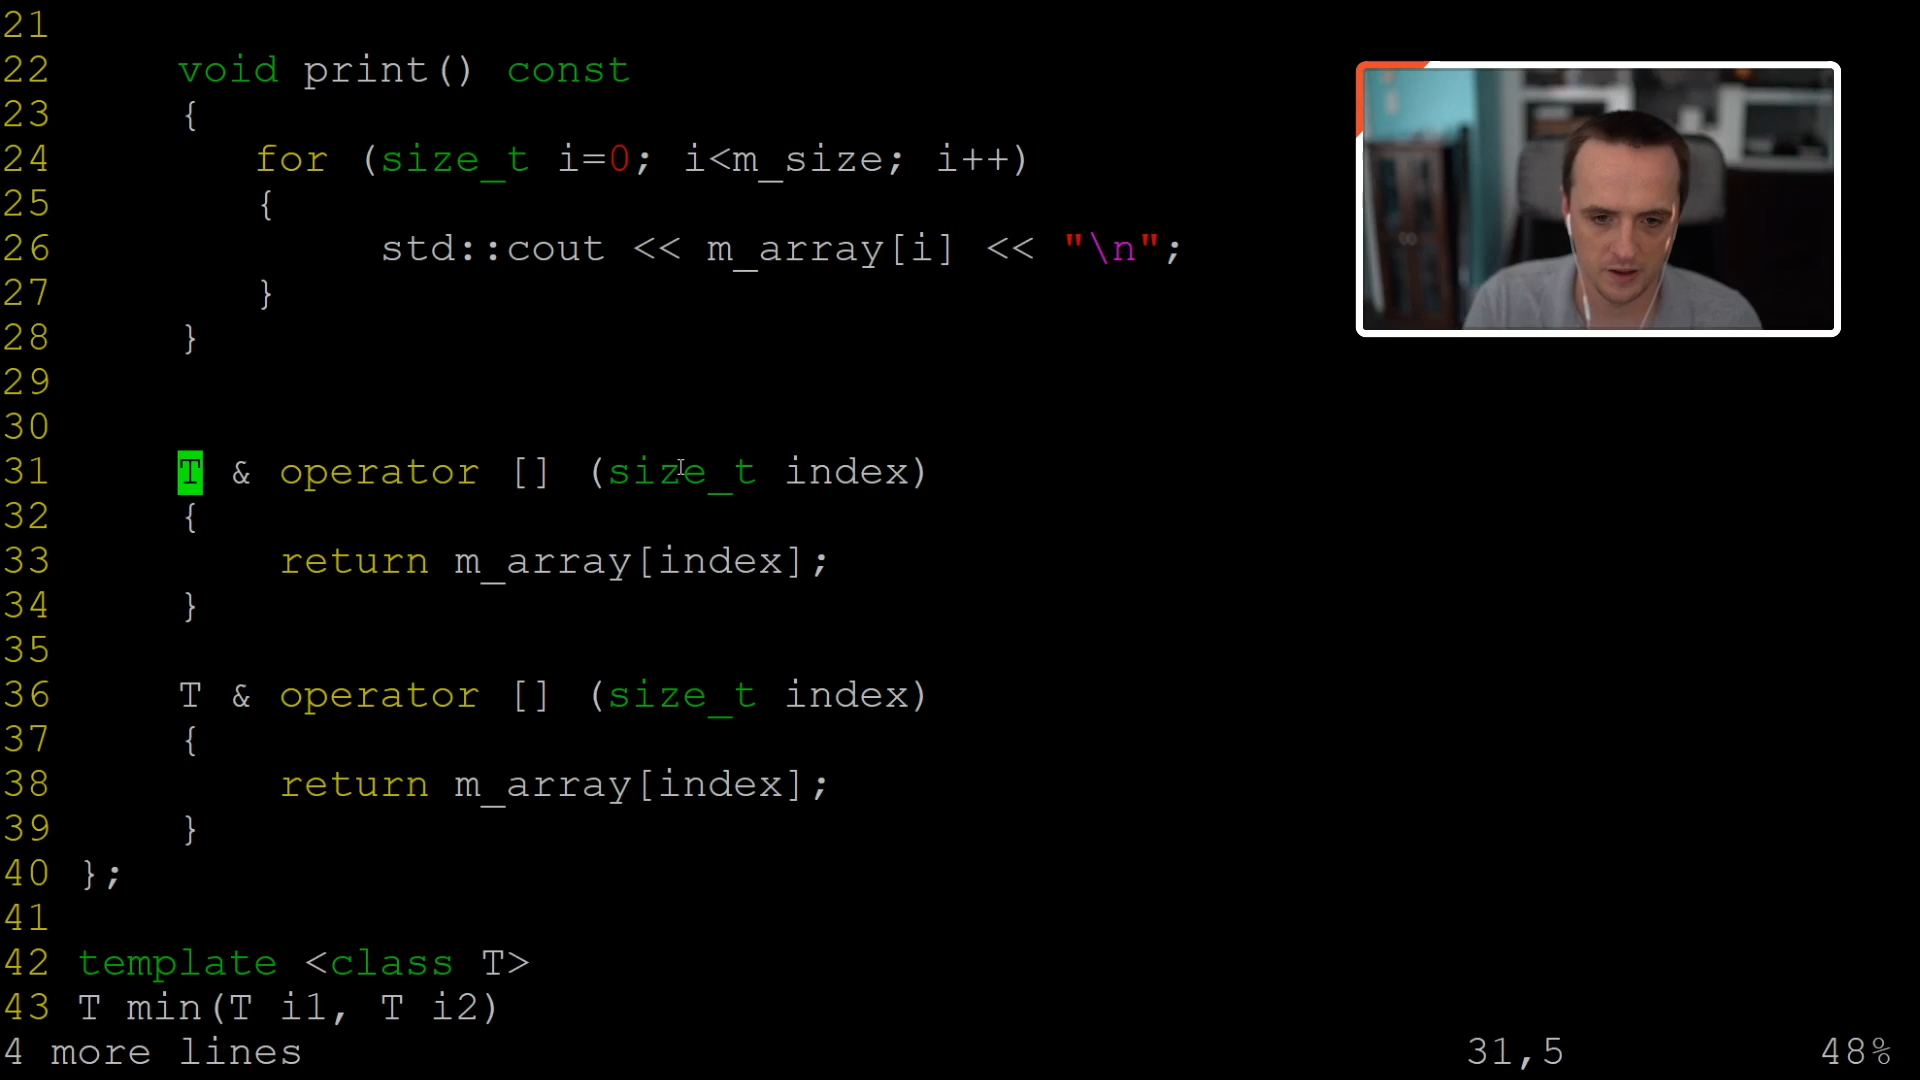 21
22 void print() const
23 {
24 for (size_t i=0; i<m_size; i++)
25 {
26 std::cout << m_array[i] << "\n";
27 }
28 }
29
30
31 T & operator [] (size_t index)
32 {
33 return m_array[index];
34 }
35
36 T & operator [] (size_t index)
37 {
38 return m_array[index];
39 }
40 };
41
42 template <class T>
43 T min(T i1, T i2)
4 more lines 31,5 48%